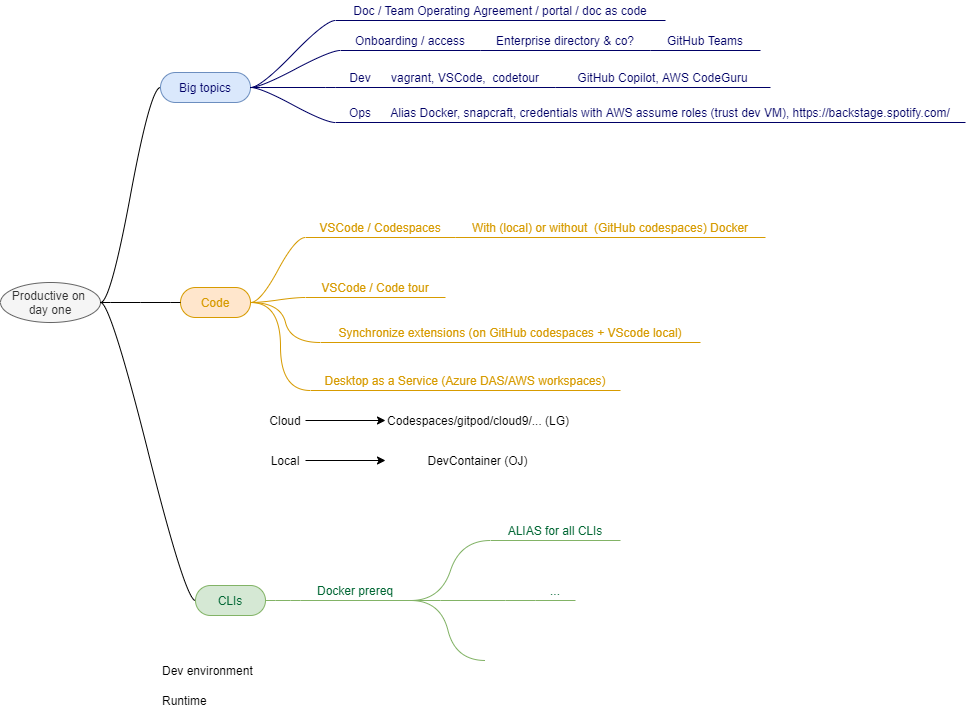 Doc / Team Operating Agreement / portal / doc as code
Onboarding / access Enterprise directory & co? GitHub Teams
Big topics
Dev vagrant, VSCode, codetour GitHub Copilot, AWS CodeGuru
Ops Alias Docker, snapcraft, credentials with AWS assume roles (trust dev VM), https://backstage.spotify.com/
VSCode / Codespaces With (local) or without (GitHub codespaces) Docker
VSCode / Code tour
Productive on
day one
Code
Synchronize extensions (on GitHub codespaces + VScode local)
Desktop as a Service (Azure DAS/AWS workspaces)
Cloud Codespaces/gitpod/cloud9/... (LG)
Local DevContainer (OJ)
ALIAS for all CLIs
Docker prereq ...
CLIs
Dev environment
Runtime